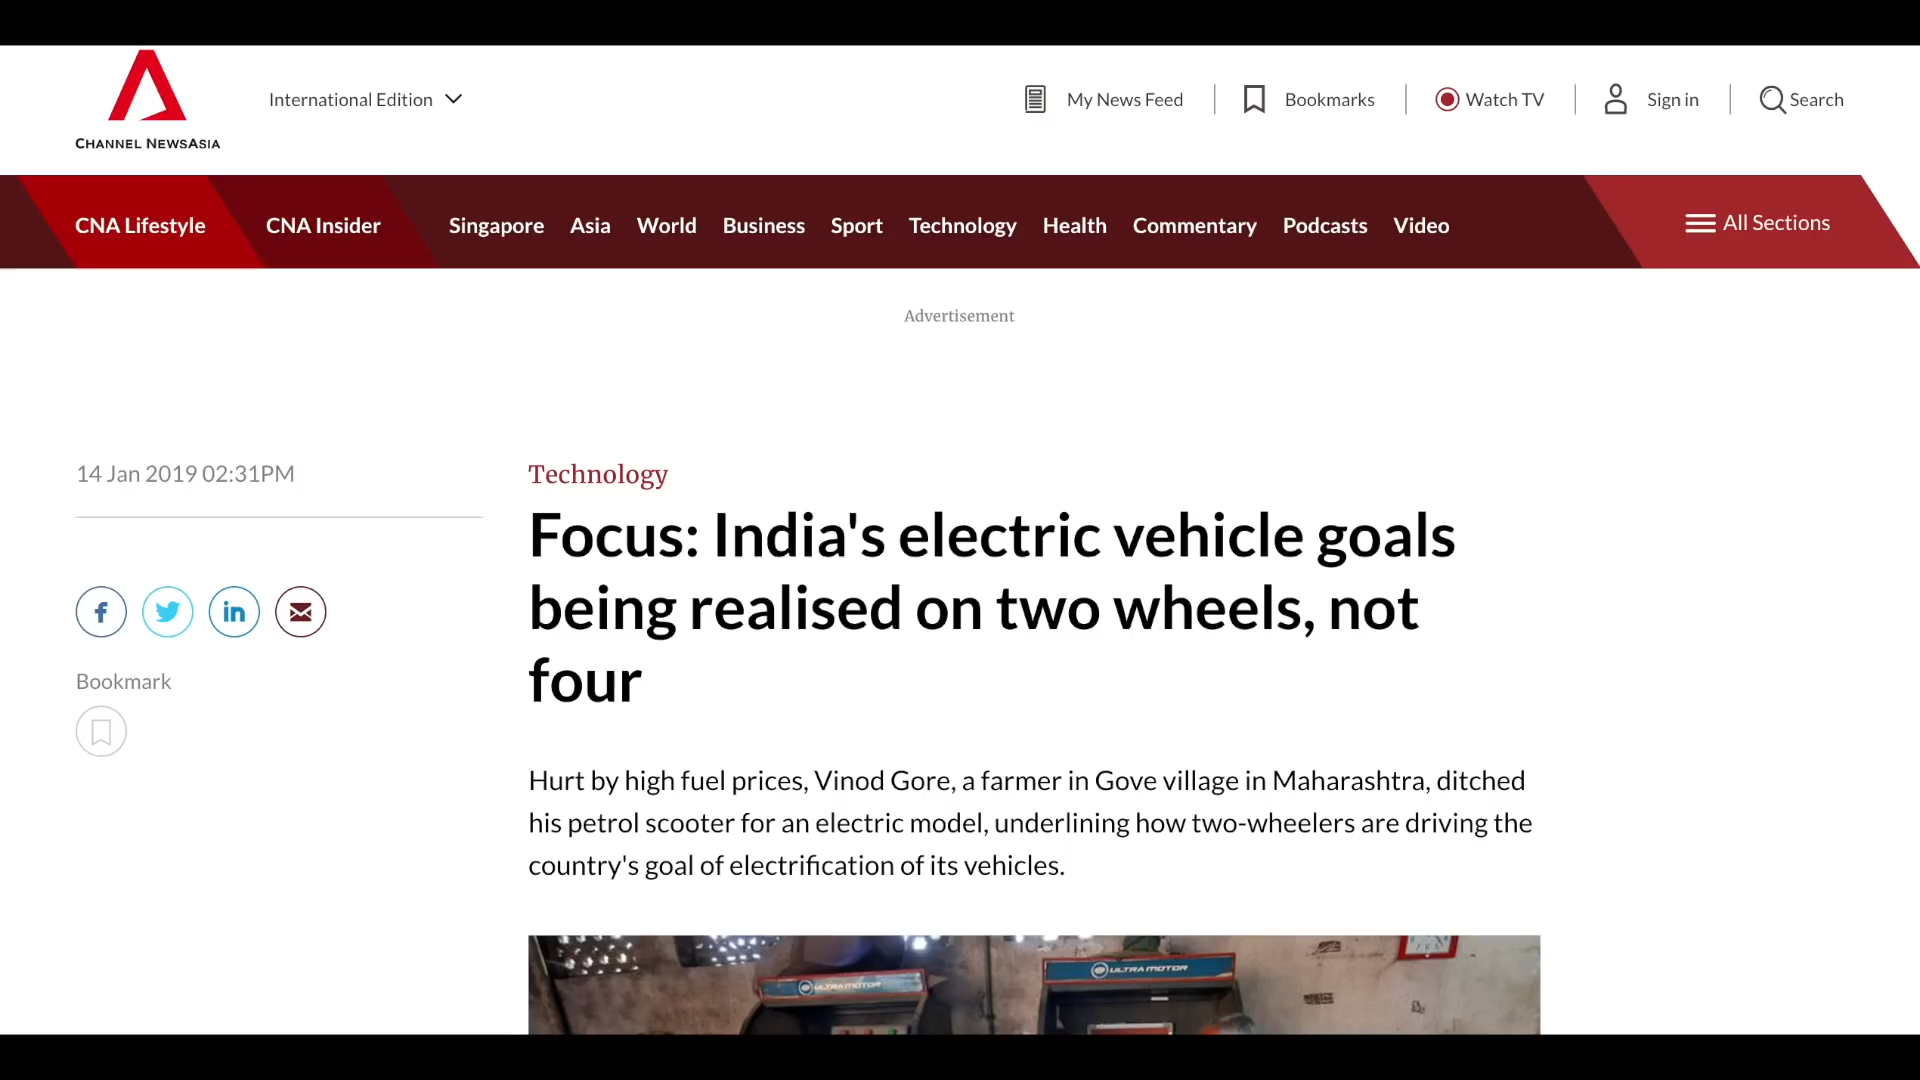 International Edition
My News Feed
Bookmarks
Watch TV
Sign in
Search
CHANNEL NEWSASIA
CNA Lifestyle
CNA Insider
Singapore
Asia
World
Business
Sport
Technology
Health
Commentary
Podcasts
Video
All Sections
Advertisement
14 Jan 2019 02:31PM
Bookmark
Technology
Focus: India's electric vehicle goals
being realised on two wheels, not
four
Hurt by high fuel prices, Vinod Gore, a farmer in Gove village in Maharashtra, ditched
his petrol scooter for an electric model, underlining how two-wheelers are driving the
country's goal of electrification of its vehicles.
ULTRA MOTOR
ULTRA MOTOR